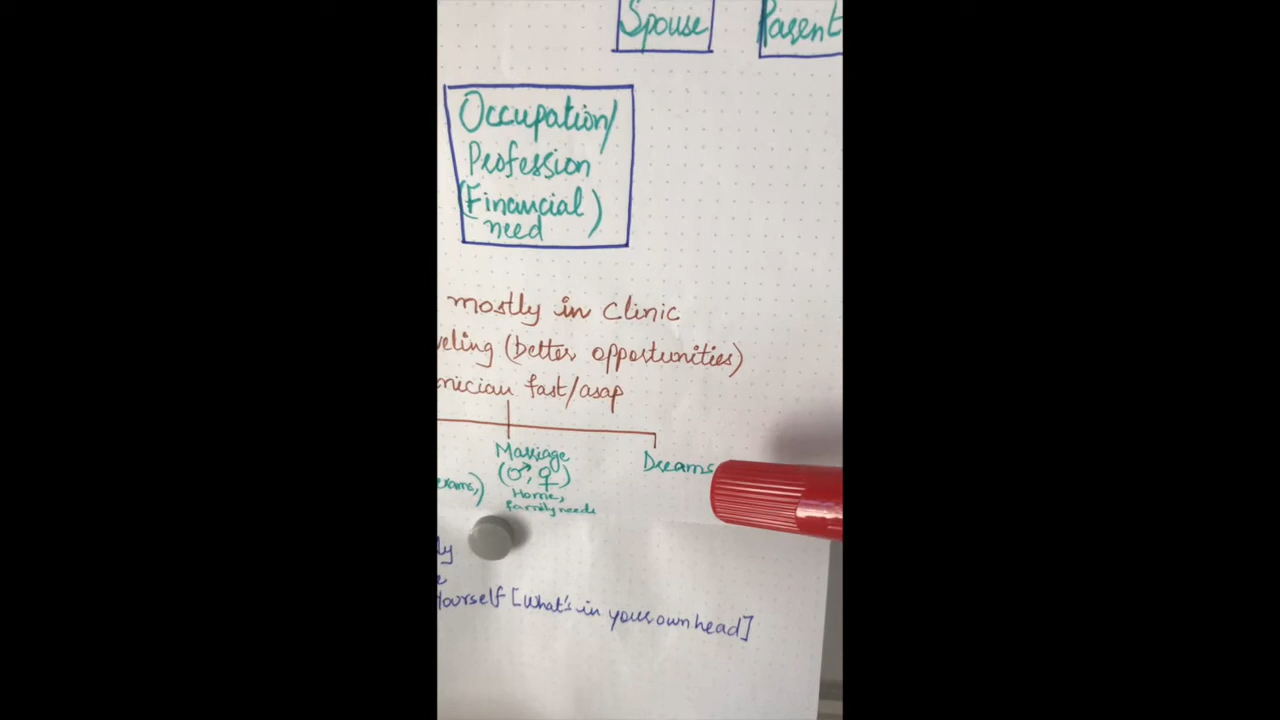 Spouse
Parent
Occupation/
Profession
(Financial)
need
mostly in Clinic
veling (better opportunities)
nician fast/asap
Marriage
(♂, ♀)
Home,
family needs
Dreams
exams,)
ly
e
Yourself [What's in your own head]